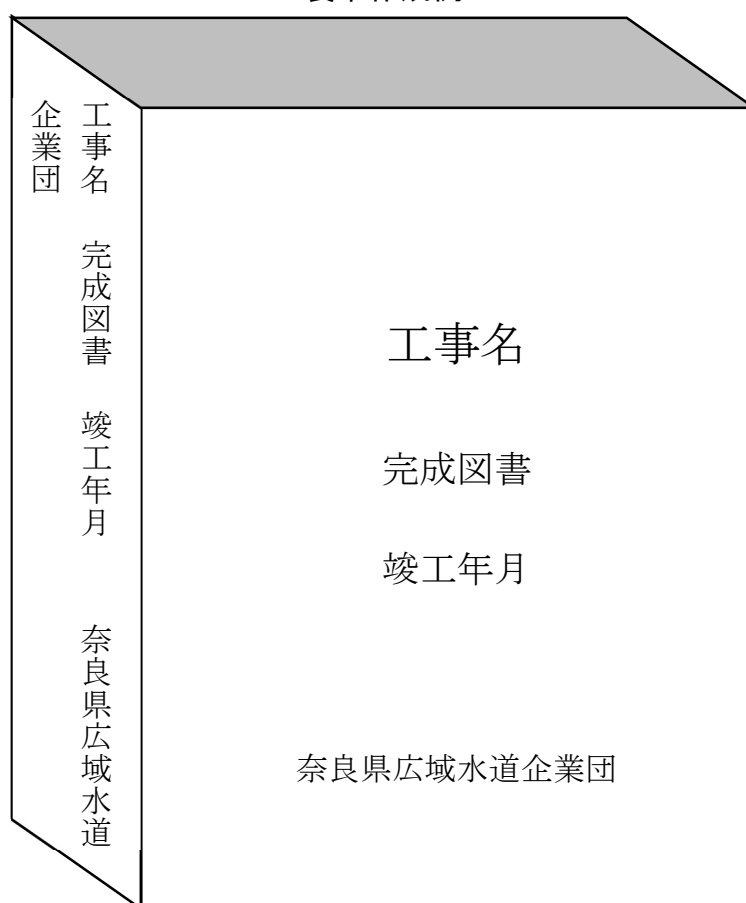 工事名　完成図書　竣工年月　奈良県広域水道
企業団
工事名
完成図書
竣工年月
奈良県広域水道企業団